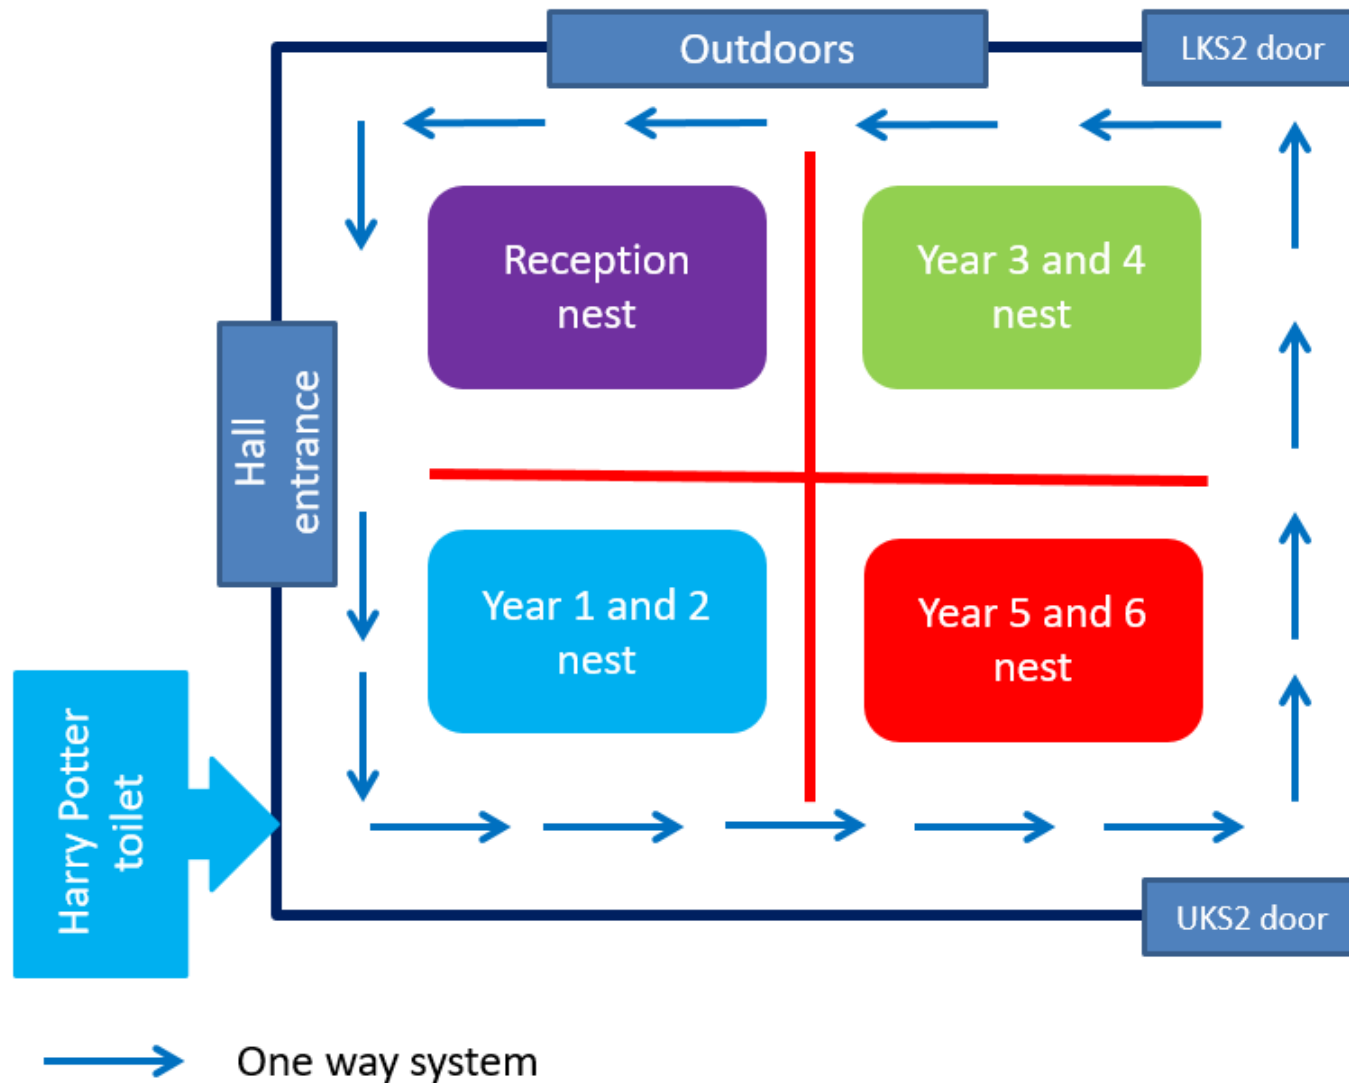 Outdoors
LKS2 door
Reception
nest
Year 3 and 4
nest
Hall
entrance
Year 1 and 2
nest
Year 5 and 6
nest
Harry Potter
toilet
UKS2 door
One way system